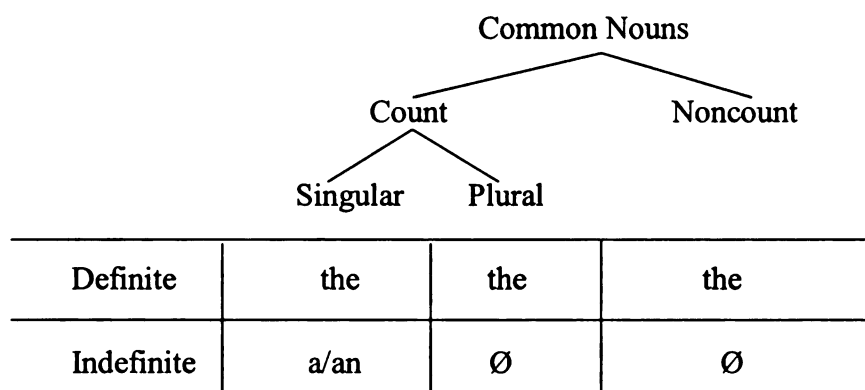 Common Nouns
Count Noncount
Singular Plural
Definite the the the
Indefinite a/an Ø Ø